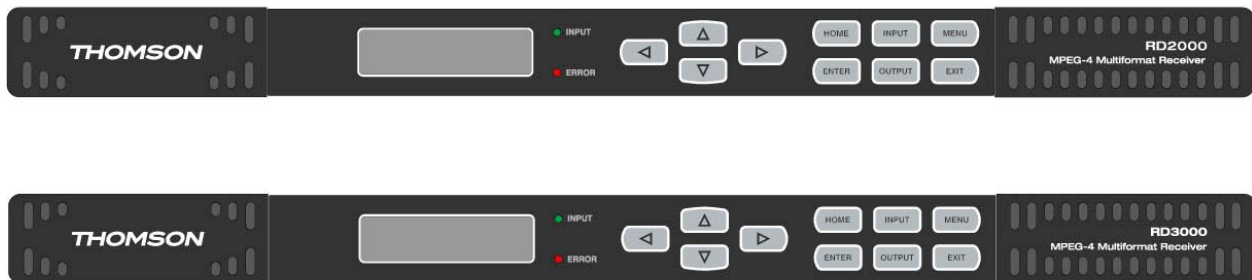 THOMSON
INPUT
ERROR
HOME INPUT MENU
ENTER OUTPUT EXIT
RD2000
MPEG-4 Multiformat Receiver
THOMSON
INPUT
ERROR
HOME INPUT MENU
ENTER OUTPUT EXIT
RD3000
MPEG-4 Multiformat Receiver